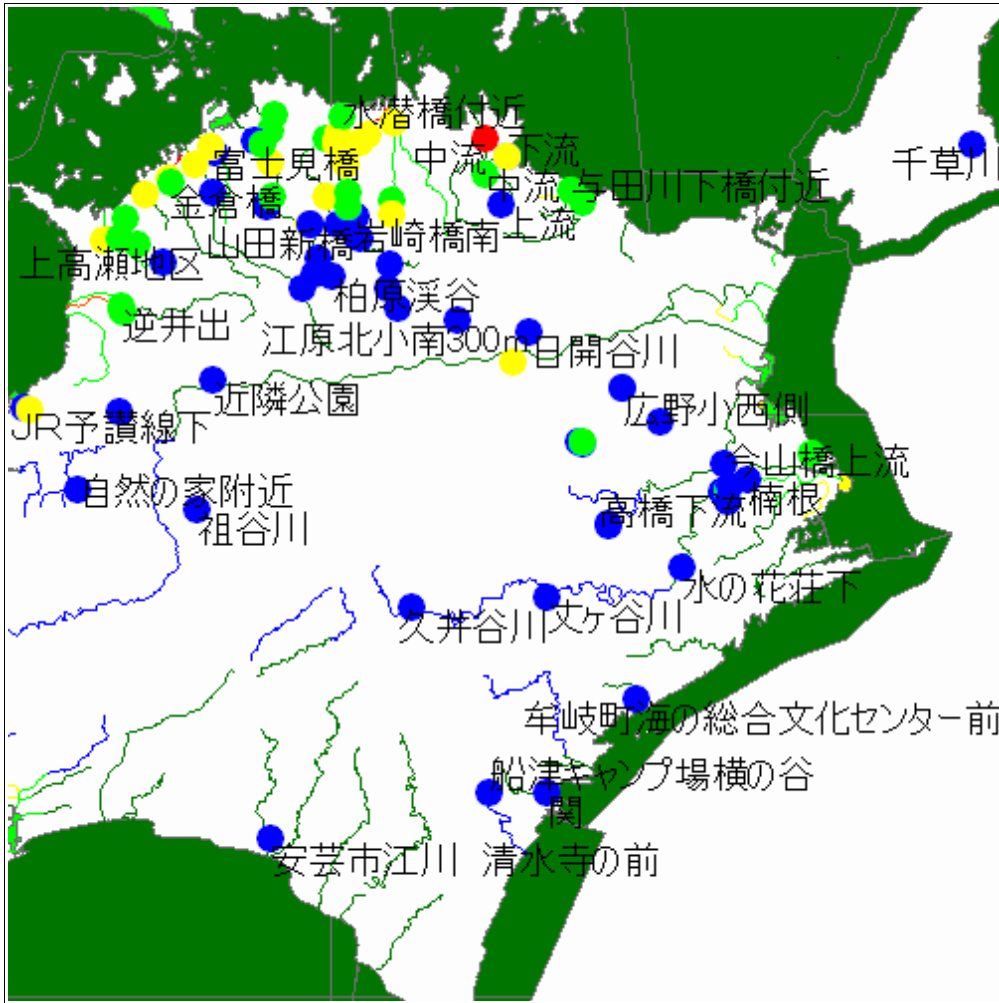 水潜橋付近
下流
中流
千草川
富士見橋
中流
与田川下橋付近
金倉橋
上流
山田新橋
岩崎橋南
上高瀬地区
柏原渓谷
逆井出
江原北小南300m
日開谷川
近隣公園
広野小西側
JR予讃線下
今山橋上流
自然の家附近
楠根
高橋下流
祖谷川
水の花荘下
久井谷川
丈ヶ谷川
牟岐町海の総合文化センター前
船津キャンプ場横の谷
関
安芸市江川
清水寺の前